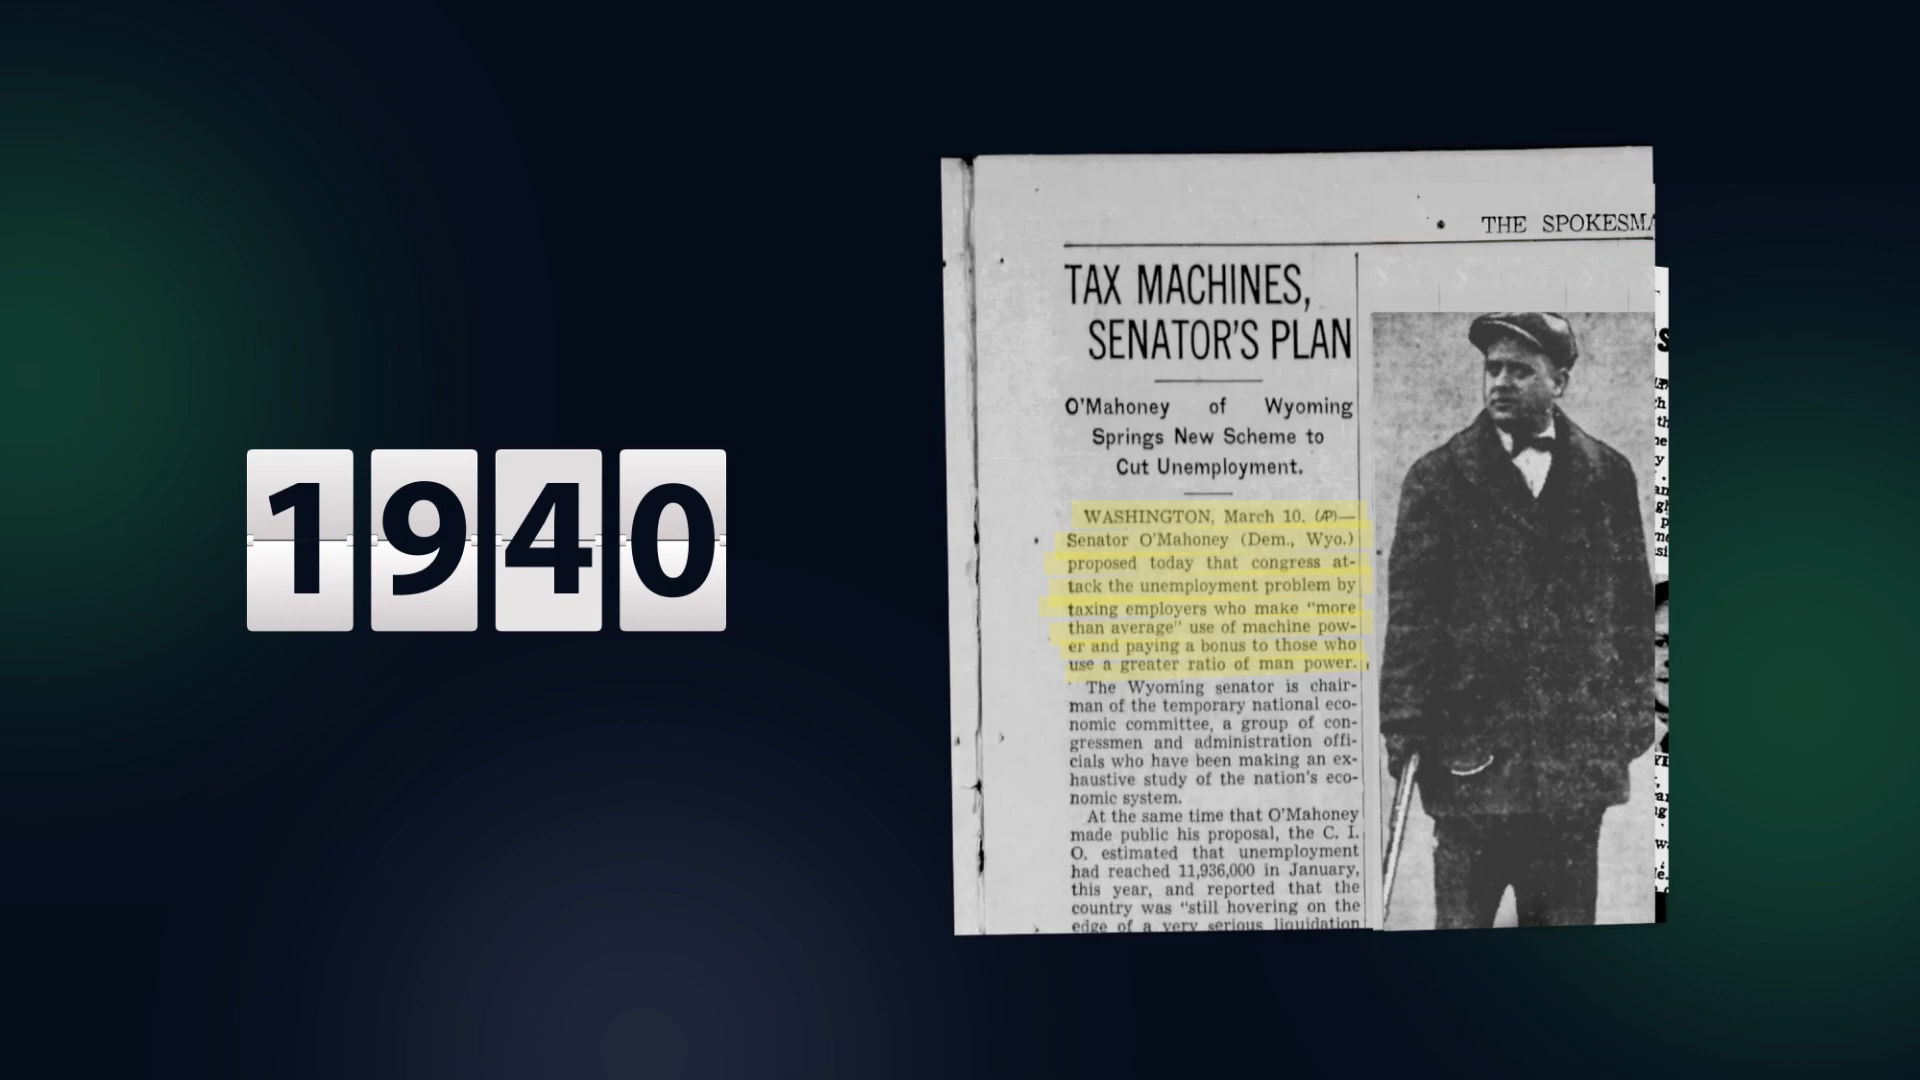 1940
THE SPOKESMA
TAX MACHINES,
SENATOR'S PLAN
O'Mahoney of Wyoming
Springs New Scheme to
Cut Unemployment.
WASHINGTON, March 10. (AP)—
Senator O'Mahoney (Dem., Wyo.)
proposed today that congress at-
tack the unemployment problem by
taxing employers who make "more
than average" use of machine pow-
er and paying a bonus to those who
use a greater ratio of man power.
The Wyoming senator is chair-
man of the temporary national eco-
nomic committee, a group of con-
gressmen and administration offi-
cials who have been making an ex-
haustive study of the nation's eco-
nomic system.
At the same time that O'Mahoney
made public his proposal, the C. I.
O. estimated that unemployment
had reached 11,936,000 in January,
this year, and reported that the
country was "still hovering on the
edge of a very serious liquidation